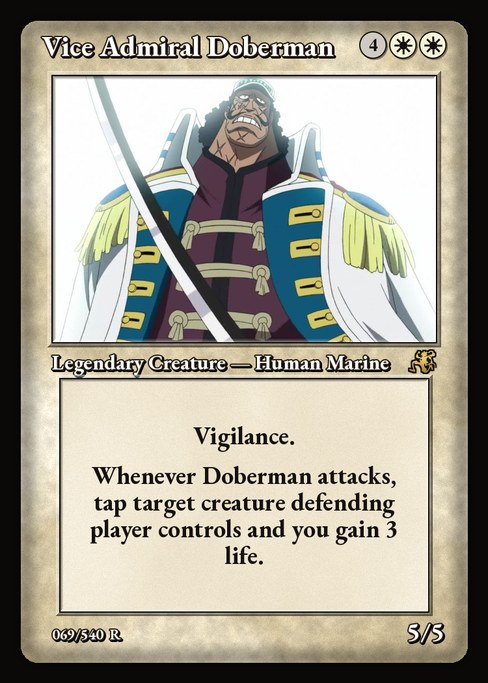 Vice Admiral Doberman 4
Legendary Creature — Human Marine
Vigilance.
Whenever Doberman attacks,
tap target creature defending
player controls and you gain 3
life.
069/540 R
5/5